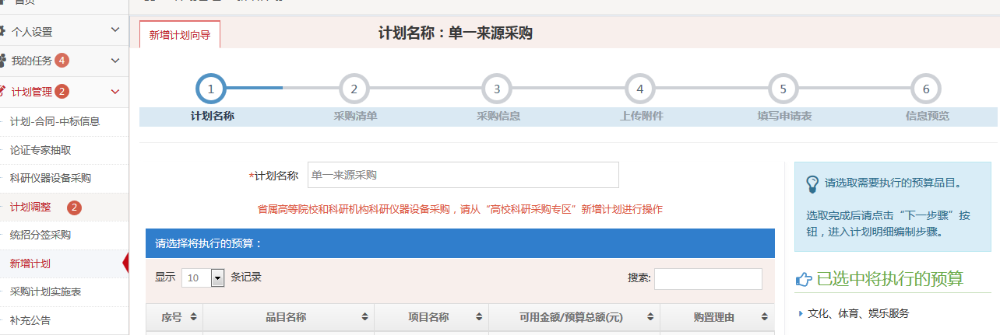 首页
个人设置
我的任务 4
计划管理 2
计划-合同-中标信息
论证专家抽取
科研仪器设备采购
计划调整 2
统招分签采购
新增计划
采购计划实施表
补充公告
新增计划向导
计划名称：单一来源采购
1 2 3 4 5 6
计划名称 采购清单 采购信息 上传附件 填写申请表 信息预览
*计划名称 单一来源采购
省属高等院校和科研机构科研仪器设备采购，请从“高校科研采购专区”新增计划进行操作
请选择将执行的预算：
显示 10 条记录 搜索:
序号 品目名称 项目名称 可用金额/预算总额(元) 购置理由
请选取需要执行的预算品目。
选取完成后请点击“下一步骤”按
钮，进入计划明细编制步骤。
已选中将执行的预算
文化、体育、娱乐服务